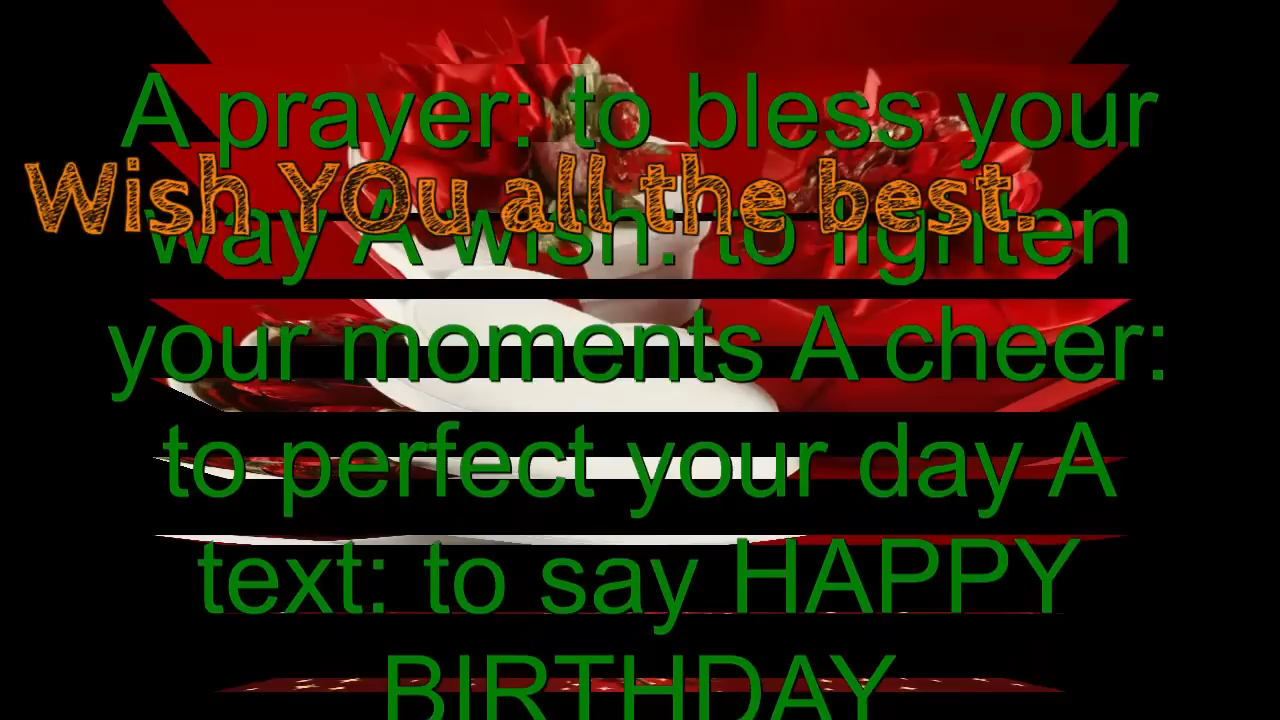 A prayer: to bless your
Wish YOu all the best.
way A wish: to lighten
your moments A cheer:
to perfect your day A
text: to say HAPPY
BIRTHDAY